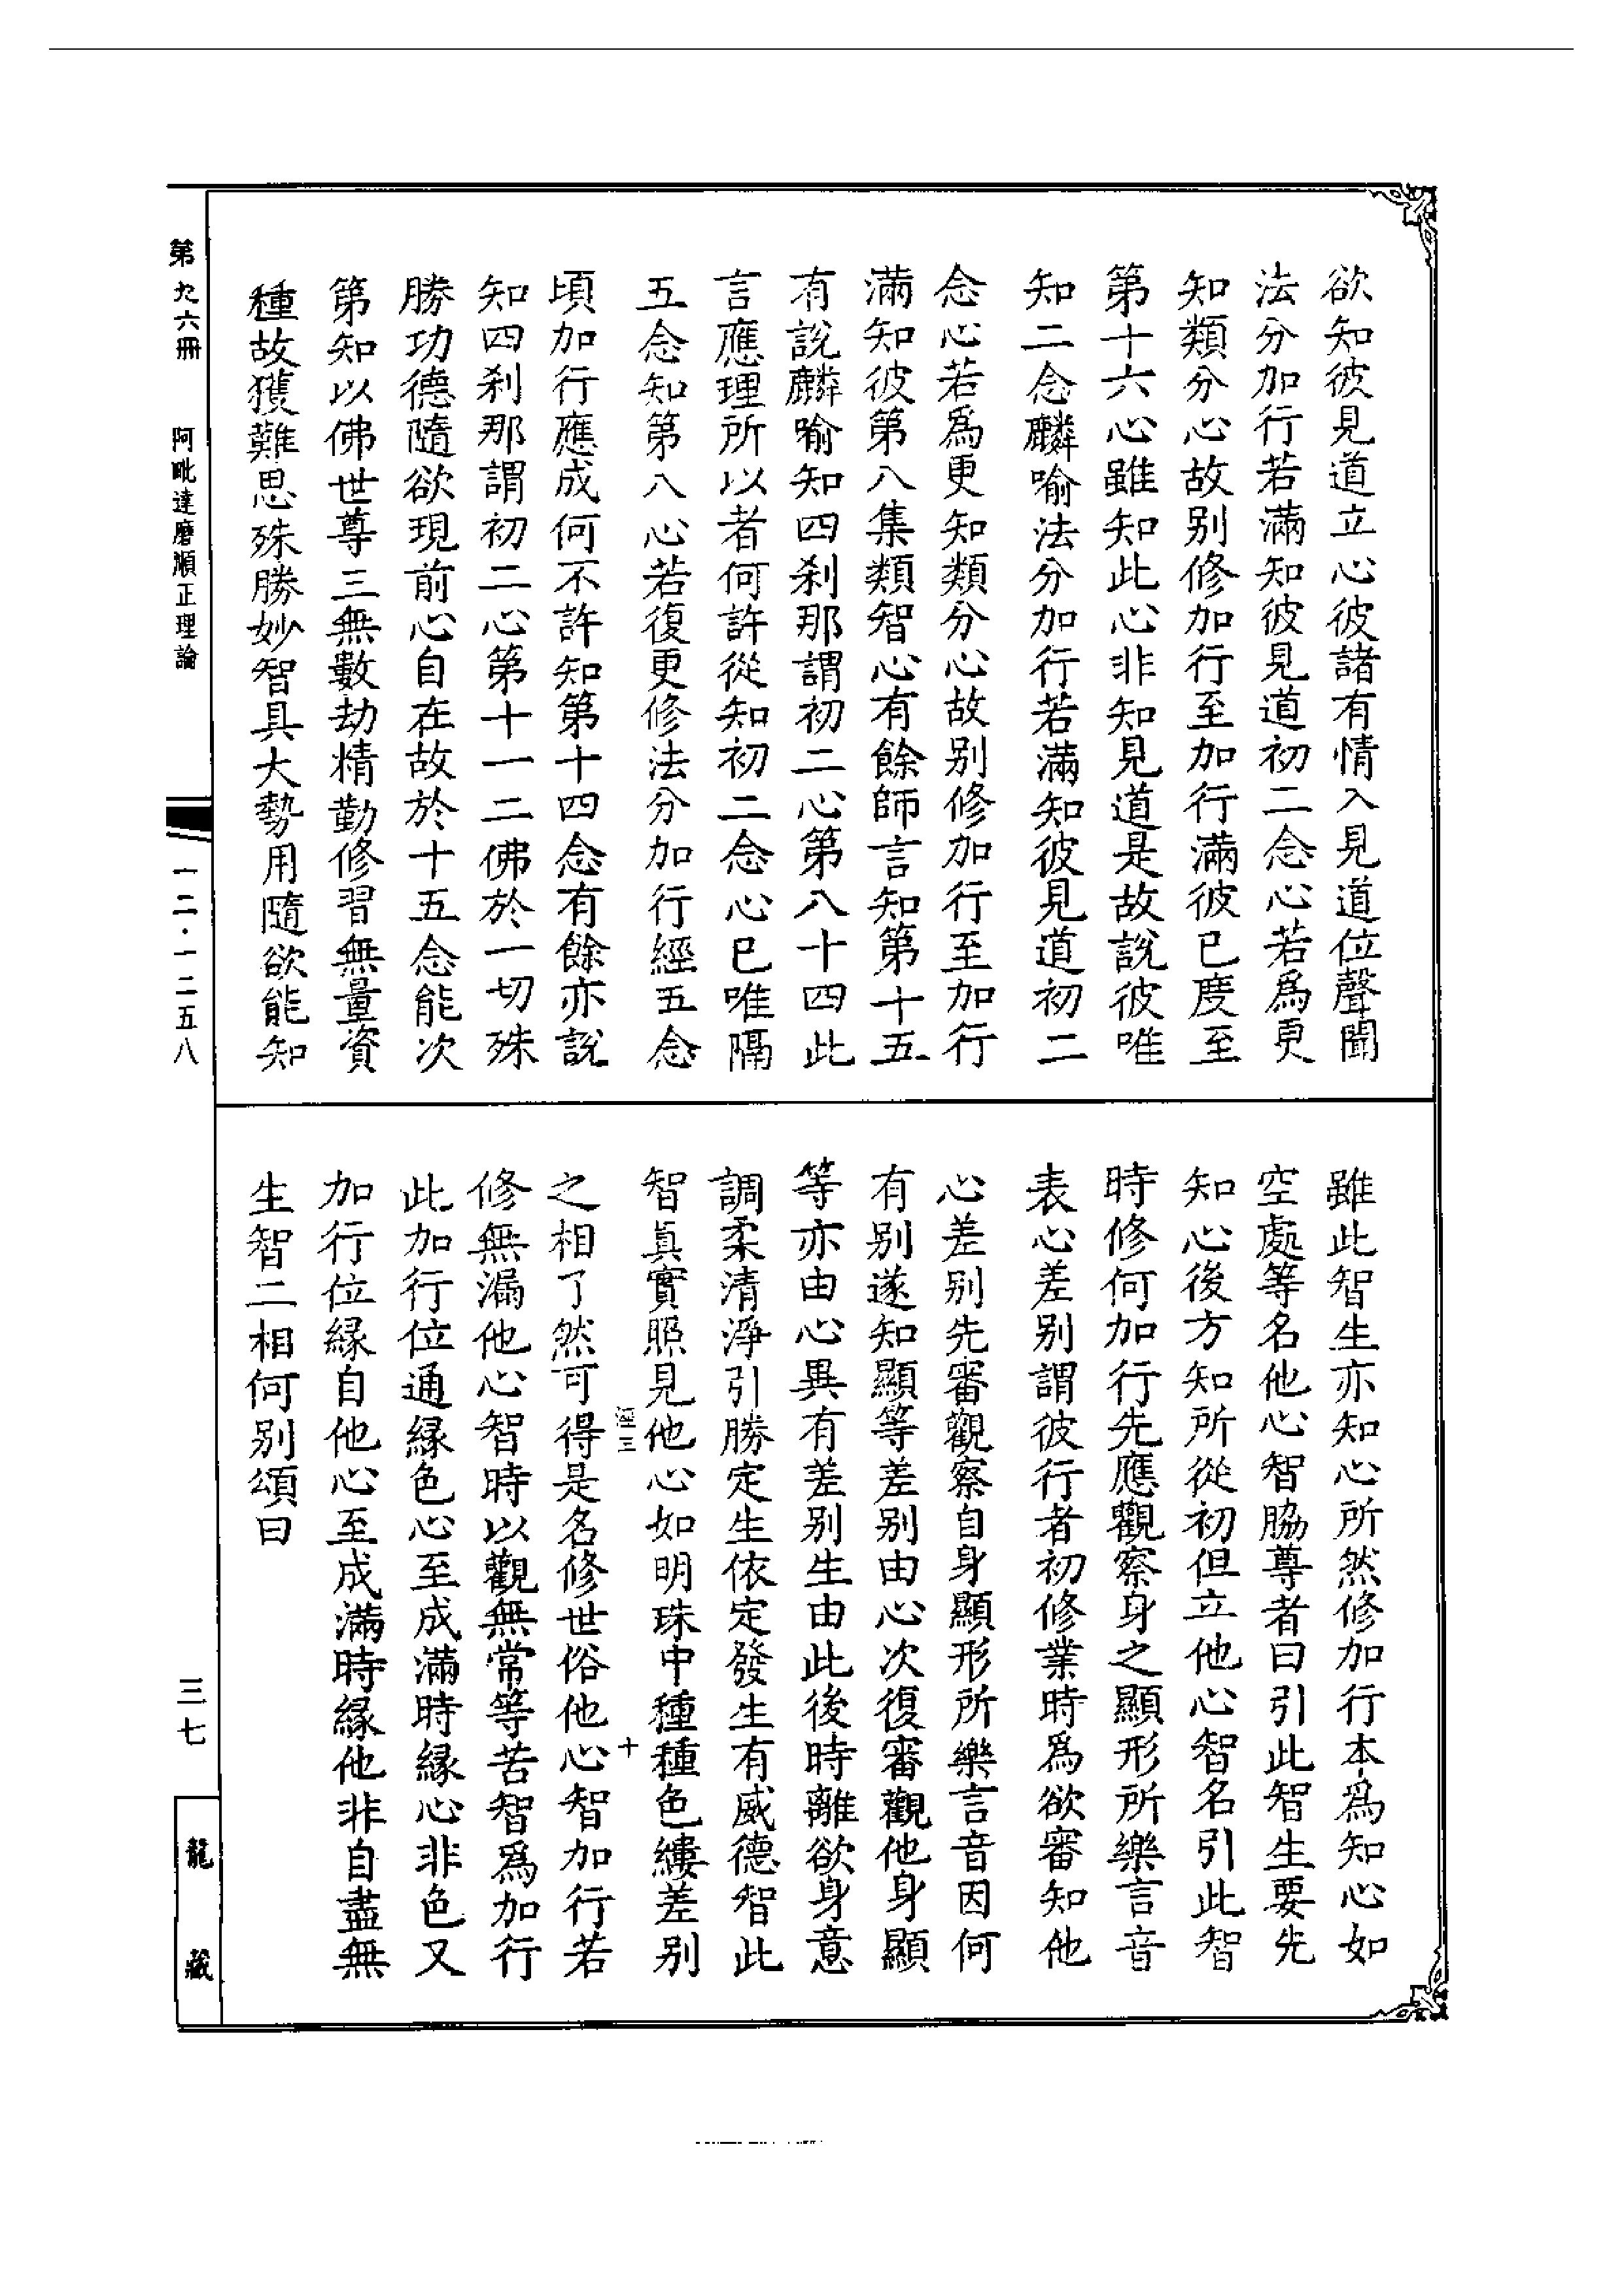 欲知彼見道立心彼諸有情入見道位聲聞
法分加行若滿知彼見道初二念心若為更
知類分心故别修加行至加行滿彼已度至
第十六心雖知此心非知見道是故說彼唯
知二念麟喻法分加行若滿知彼見道初二
念心若為更知類分心故别修加行至加行
滿知彼第八集類智心有餘師言知第十五
有說麟喻知四刹那謂初二心第八十四此
言應理所以者何許從知初二念心已唯隔
五念知第八心若復更修法分加行經五念
頃加行應成何不許知第十四念有餘亦說
知四刹那謂初二心第十一二佛於一切殊
勝功德隨欲現前心自在故於十五念能次
第知以佛世尊三無數劫精勤修習無量資
種故獲難思殊勝妙智具大勢用隨欲能知
雖此智生亦知心所然修加行本為知心如
空處等名他心智脇尊者曰引此智生要先
知心後方知所從初但立他心智名引此智
時修何加行先應觀察身之顯形所樂言音
表心差别謂彼行者初修業時為欲審知他
心差别先審觀察自身顯形所樂言音因何
有别遂知顯等差别由心次復審觀他身顯
等亦由心異有差别生由此後時離欲身意
調柔清淨引勝定生依定發生有威德智此
智眞實照見他心如明珠中種種色縷差别
涇三
十
之相了然可得是名修世俗他心智加行若
修無漏他心智時以觀無常等苦智為加行
此加行位通緣色心至成滿時緣心非色又
加行位緣自他心至成滿時緣他非自盡無
生智二相何别頌曰
第九六冊
阿毗達磨順正理論
一二·一二五八
三七
龍藏